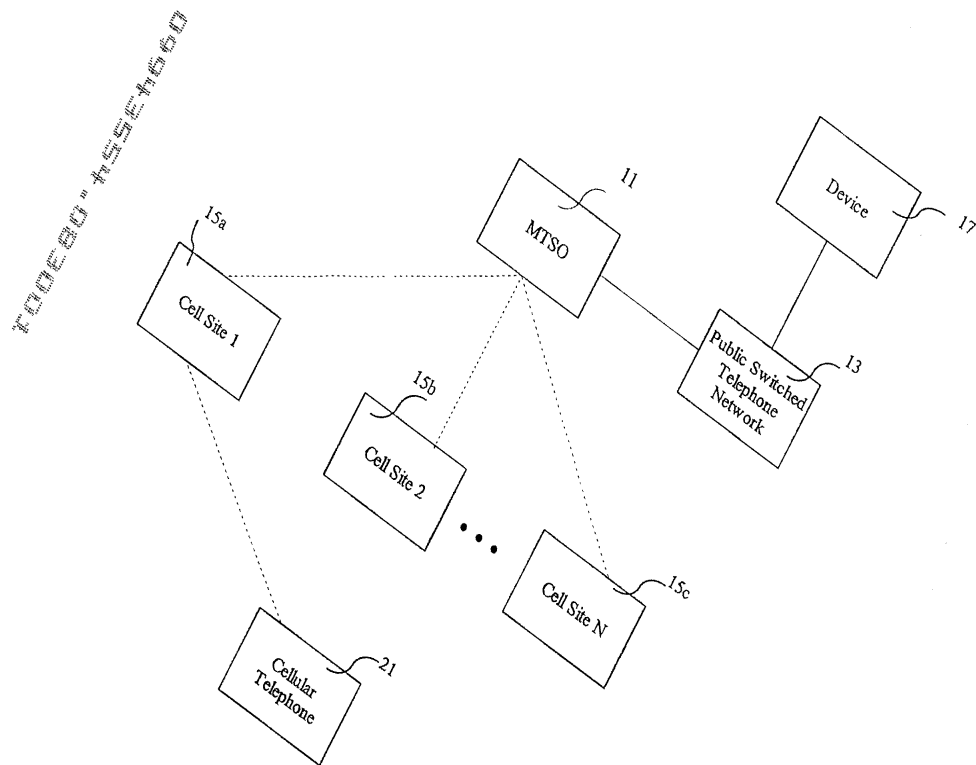 15a
Cell Site 1
11
MTSO
Device
17
Public Switched
Telephone
Network
13
15b
Cell Site 2
Cell Site N
15c
Cellular
Telephone
21